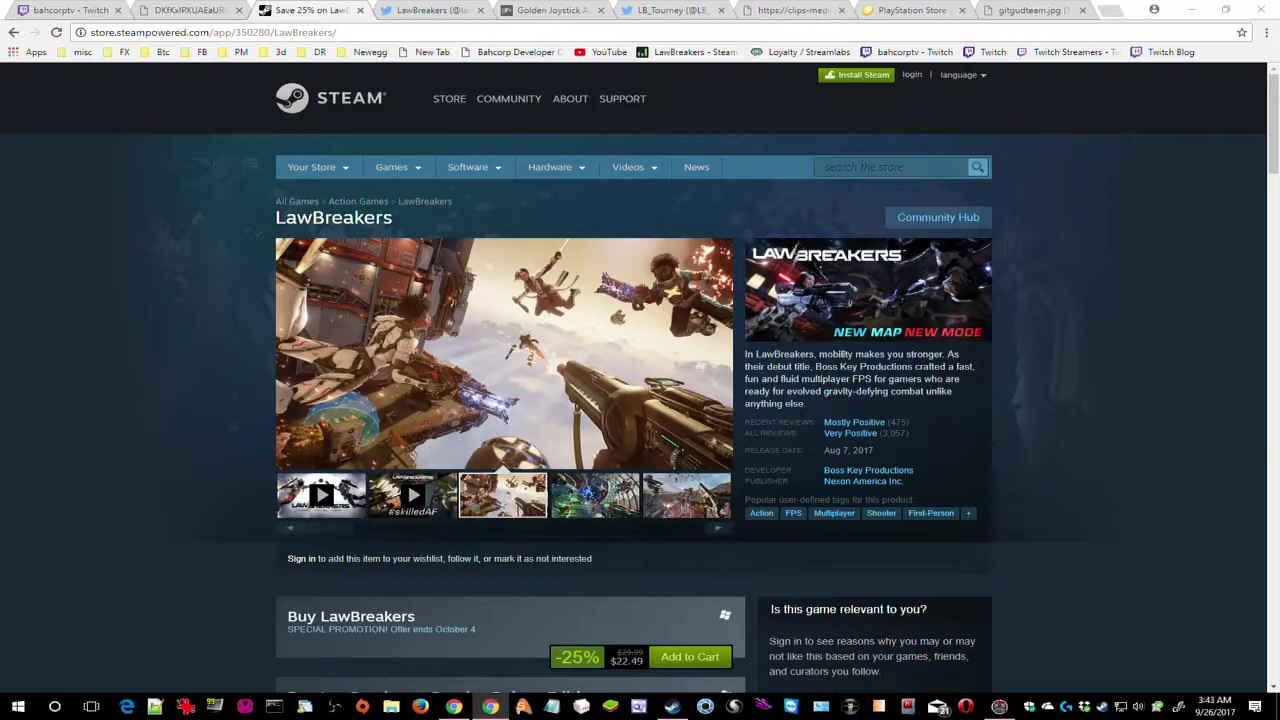 bahcorptv - Twitch
DKfKxIPXUAEaUR
Save 25% on LawB
LawBreakers (@la
Golden Joystick A
LB_Tourney (@LB_
https://clips-med
PlayStation Store
gitgudteam.jpg (1
store.steampowered.com/app/350280/LawBreakers/
Apps misc FX Btc FB DR 3d DR Newegg New Tab Bahcorp Developer C YouTube LawBreakers - Steam Loyalty / Streamlabs bahcorptv - Twitch Twitch Twitch Streamers - Tw Twitch Blog
Install Steam login | language
STEAM® STORE COMMUNITY ABOUT SUPPORT
Your Store Games Software Hardware Videos News search the store
All Games > Action Games > LawBreakers
LawBreakers
Community Hub
LAWBREAKERS
NEW MAP NEW MODE
In LawBreakers, mobility makes you stronger. As
their debut title, Boss Key Productions crafted a fast,
fun and fluid multiplayer FPS for gamers who are
ready for evolved gravity-defying combat unlike
anything else.
RECENT REVIEWS: Mostly Positive (475)
ALL REVIEWS: Very Positive (3,057)
RELEASE DATE: Aug 7, 2017
DEVELOPER: Boss Key Productions
PUBLISHER: Nexon America Inc.
Popular user-defined tags for this product:
Action FPS Multiplayer Shooter First-Person +
LAWBREAKERS
#skilledAF
Sign in to add this item to your wishlist, follow it, or mark it as not interested
Buy LawBreakers
SPECIAL PROMOTION! Offer ends October 4
-25% $29.99 $22.49 Add to Cart
Is this game relevant to you?
Sign in to see reasons why you may or may
not like this based on your games, friends,
and curators you follow.
3:43 AM
9/26/2017